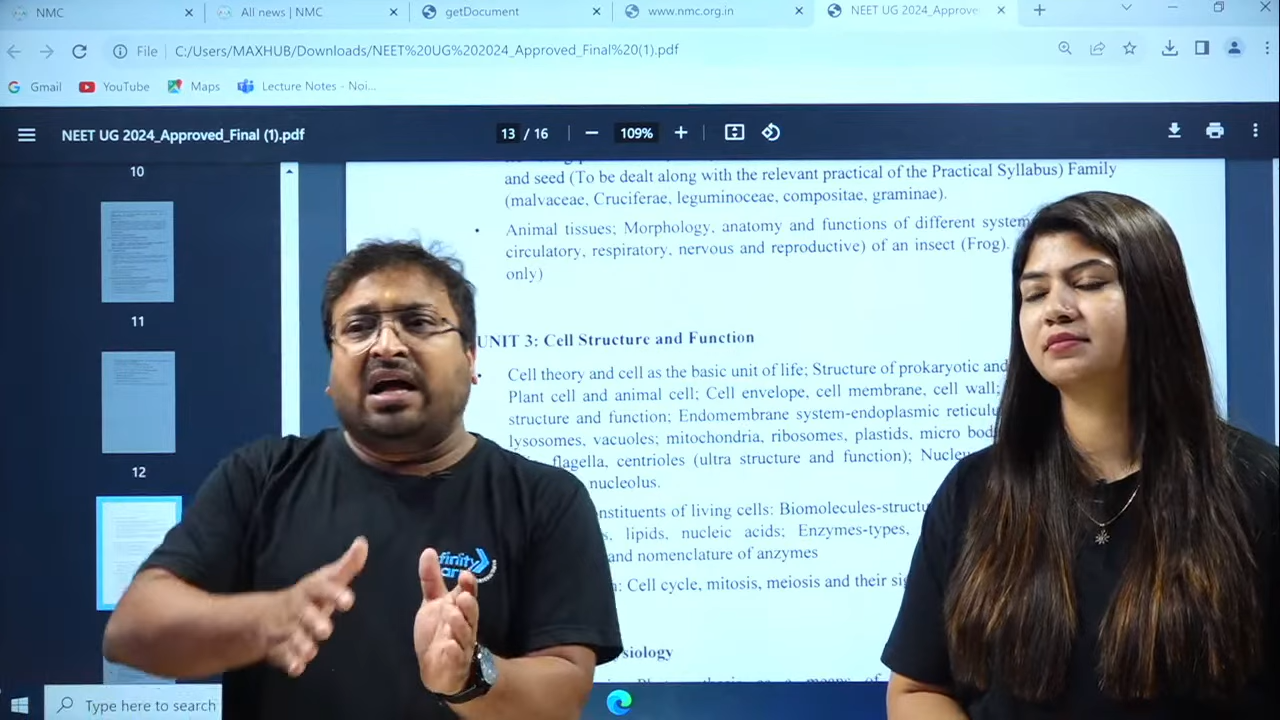 NMC
All news | NMC
getDocument
www.nmc.org.in
NEET UG 2024_Approve
File
C:/Users/MAXHUB/Downloads/NEET%20UG%202024_Approved_Final%20(1).pdf
Gmail
YouTube
Maps
Lecture Notes - Noi...
NEET UG 2024_Approved_Final (1).pdf
13 / 16
109%
10
11
12
and seed (To be dealt along with the relevant practical of the Practical Syllabus) Family
(malvaceae, Cruciferae, leguminoceae, compositae, graminae).
• Animal tissues; Morphology, anatomy and functions of different system
circulatory, respiratory, nervous and reproductive) of an insect (Frog).
only)
UNIT 3: Cell Structure and Function
Cell theory and cell as the basic unit of life; Structure of prokaryotic and
Plant cell and animal cell; Cell envelope, cell membrane, cell wall;
structure and function; Endomembrane system-endoplasmic reticulu
lysosomes, vacuoles; mitochondria, ribosomes, plastids, micro bod
flagella, centrioles (ultra structure and function); Nucleu
nucleolus.
nstituents of living cells: Biomolecules-structu
s, lipids, nucleic acids; Enzymes-types,
and nomenclature of anzymes
: Cell cycle, mitosis, meiosis and their sig
ysiology
means of
Type here to search